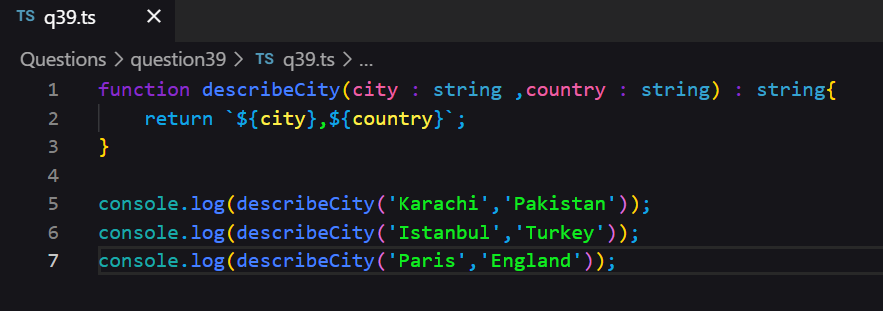 TS q39.ts ×
Questions > question39 > TS q39.ts > ...
1 function describeCity(city : string ,country : string) : string{
2     return `${city},${country}`;
3 }
4
5 console.log(describeCity('Karachi','Pakistan'));
6 console.log(describeCity('Istanbul','Turkey'));
7 console.log(describeCity('Paris','England'));